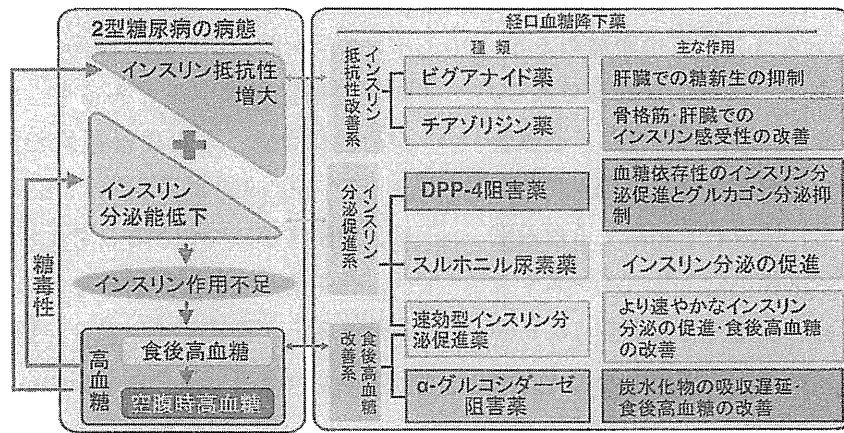 2型糖尿病の病態
インスリン抵抗性
増大
インスリン
分泌能低下
インスリン作用不足
糖毒性
高血糖
食後高血糖
空腹時高血糖
経口血糖降下薬
種類
主な作用
インスリン
抵抗性改善系
ビグアナイド薬
肝臓での糖新生の抑制
チアゾリジン薬
骨格筋・肝臓での
インスリン感受性の改善
インスリン
分泌促進系
DPP-4阻害薬
血糖依存性のインスリン分
泌促進とグルカゴン分泌抑
制
スルホニル尿素薬
インスリン分泌の促進
速効型インスリン分
泌促進薬
より速やかなインスリン
分泌の促進・食後高血糖
の改善
食後高血糖
改善系
α-グルコシダーゼ
阻害薬
炭水化物の吸収遅延・
食後高血糖の改善